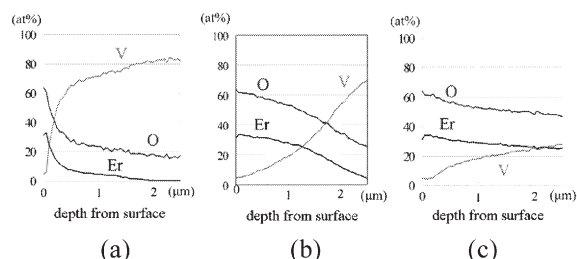 (at%)
100
80
60
40
20
0
V
O
Er
0
1
2
(μm)
depth from surface
(a)
(at%)
100
80
60
40
20
0
O
V
Er
0
1
2
(μm)
depth from surface
(b)
(at%)
100
80
60
40
20
0
O
Er
V
0
1
2
(μm)
depth from surface
(c)